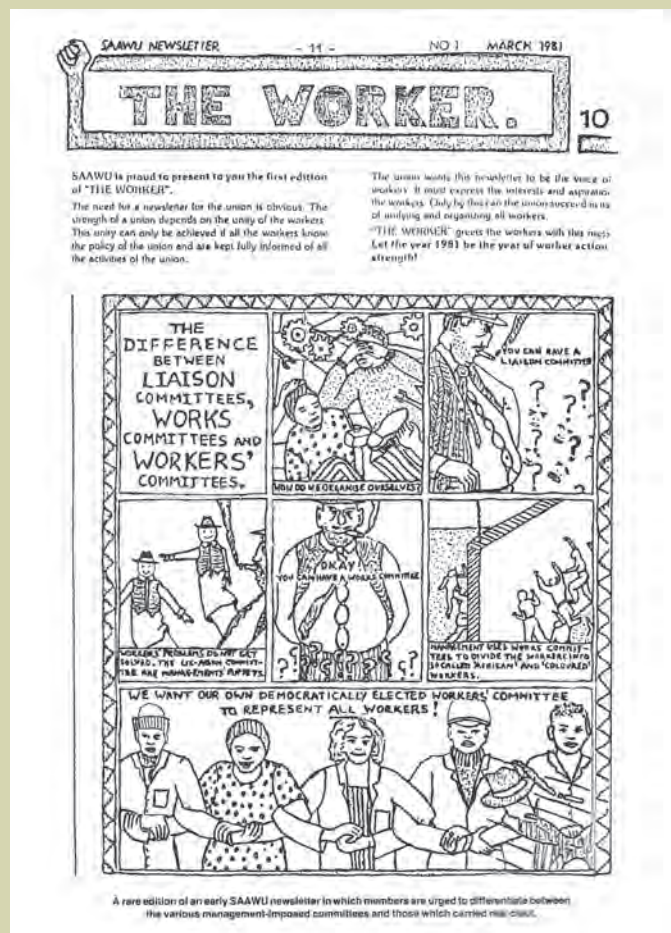 SAAWU NEWSLETTER - 11 - NO 1 MARCH 1981
THE WORKER.
10
SAAWU is proud to present to you the first edition
of "THE WORKER".
The need for a newsletter for the union is obvious. The
strength of a union depends on the unity of the workers.
This unity can only be achieved if all the workers know
the policy of the union and are kept fully informed of all
the activities of the union.
The union wants this newsletter to be the voice of
workers. It must express the interests and
the workers. Only by this can the union succeed in
of unifying and organizing all workers.
"THE WORKER" greets the workers with this
Let the year 1981 be the year of worker action
strength!
THE
DIFFERENCE
BETWEEN
LIAISON
COMMITTEES,
WORKS
COMMITTEES AND
WORKERS'
COMMITTEES.
HOW DO WE ORGANISE OURSELVES?
YOU CAN HAVE A
LIAISON COMMITTEE
WORKERS' PROBLEMS DO NOT GET
SOLVED. THE LIE-AISON COMMIT-
TEE ARE MANAGEMENTS PUPPETS.
OKAY!
YOU CAN HAVE A WORKS COMMITTEE
MANAGEMENT USES WORKS COMMIT-
TEES TO DIVIDE THE WORKERS INTO
SO CALLED 'AFRICAN' AND 'COLOURED'
WORKERS.
WE WANT OUR OWN DEMOCRATICALLY ELECTED WORKERS' COMMITTEE
TO REPRESENT ALL WORKERS!
A rare edition of an early SAAWU newsletter in which members are urged to differentiate between
the various management-imposed committees and those which carried real clout.